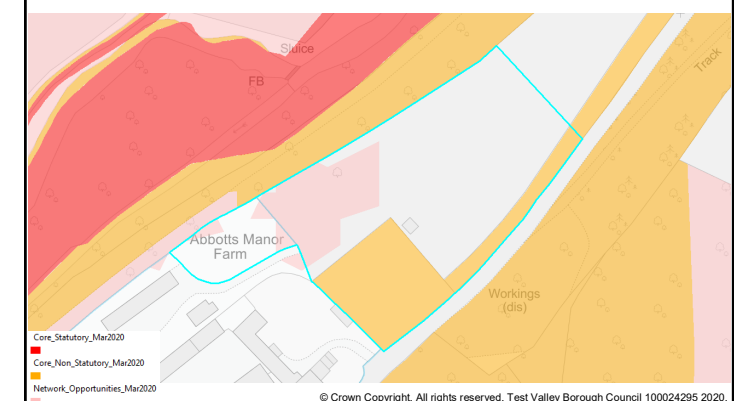 Sluice
FB
Track
Abbotts Manor
Farm
Workings
(dis)
Core_Statutory_Mar2020
Core_Non_Statutory_Mar2020
Network_Opportunities_Mar2020
© Crown Copyright. All rights reserved. Test Valley Borough Council 100024295 2020.